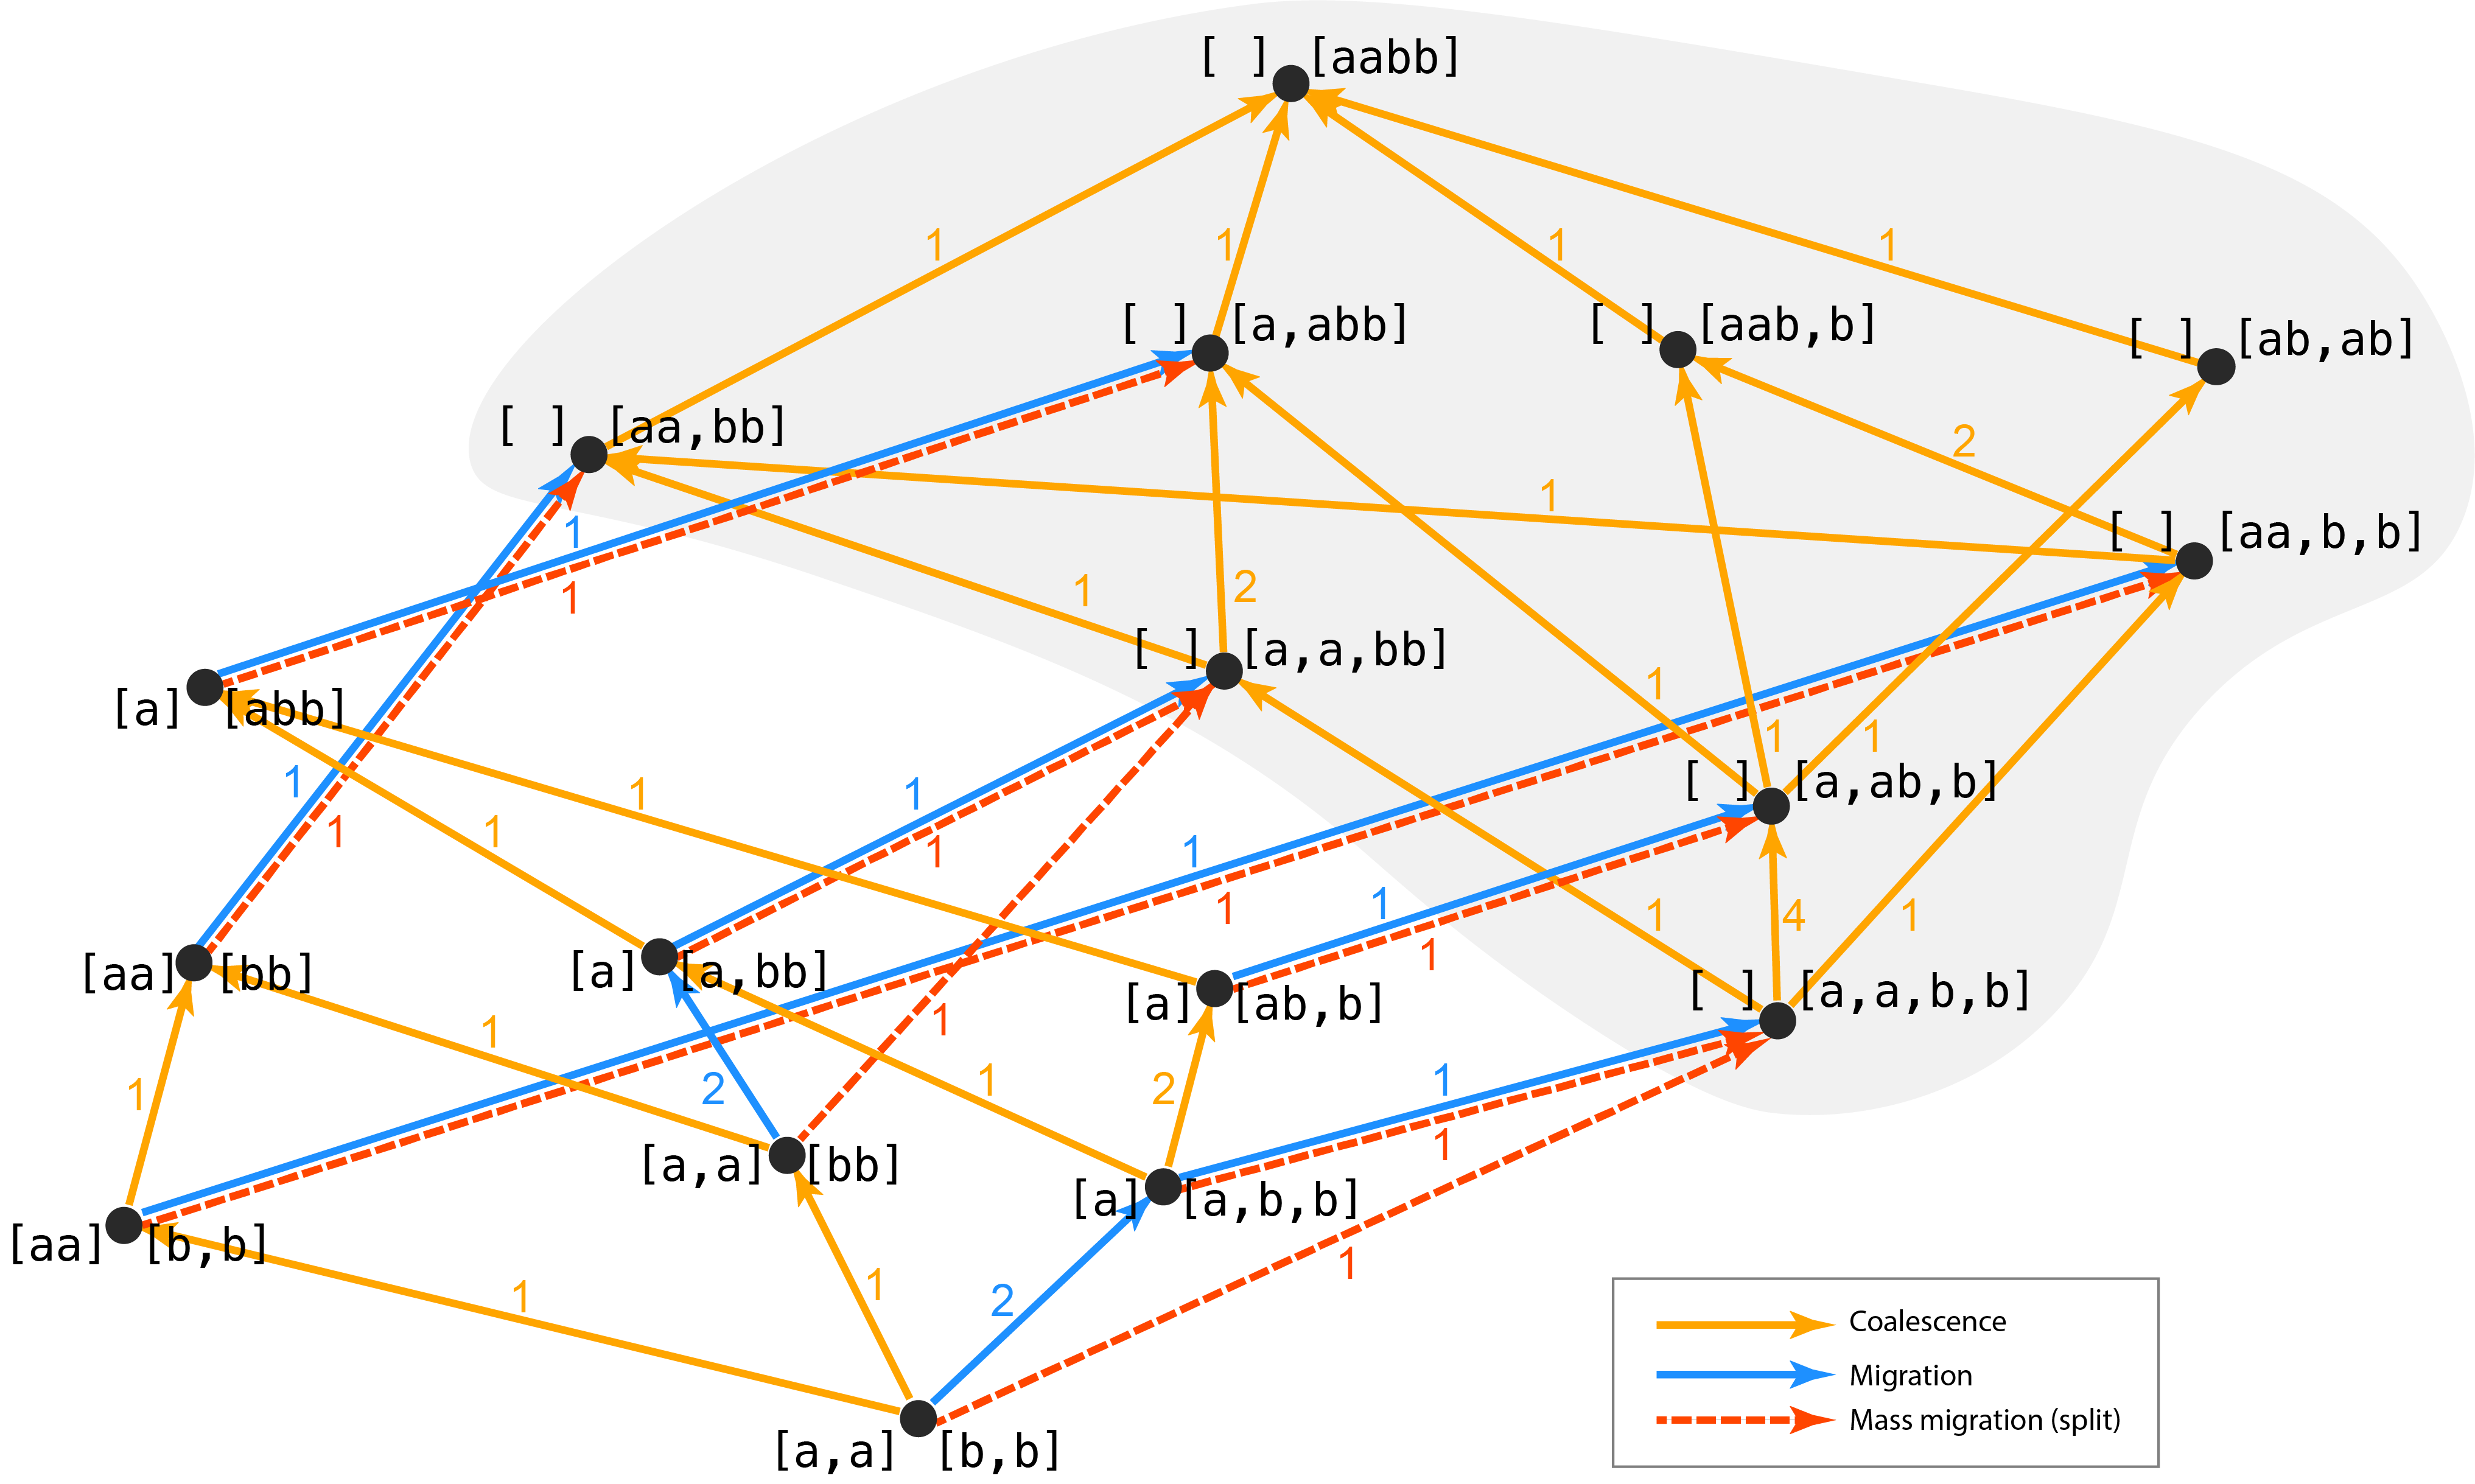 [ ] [aabb]
1 1 1 1
[ ] [a,abb]
[ ] [aab,b]
[ ] [ab,ab]
[ ] [aa,bb]
2
1
1
[ ] [aa,b,b]
1
1 2
[ ] [a,a,bb]
1
[a] [abb]
1 1
1
[ ] [a,ab,b]
1
1
1
1
1
1
1
1
1 4 1
1
[aa] [bb]
[a] [a,bb]
[a] [ab,b]
[ ] [a,a,b,b]
1
1
1
2
1
2
1
1
[a,a] [bb]
[a] [a,b,b]
[aa] [b,b]
1
1
1
2
[a,a] [b,b]
Coalescence
Migration
Mass migration (split)